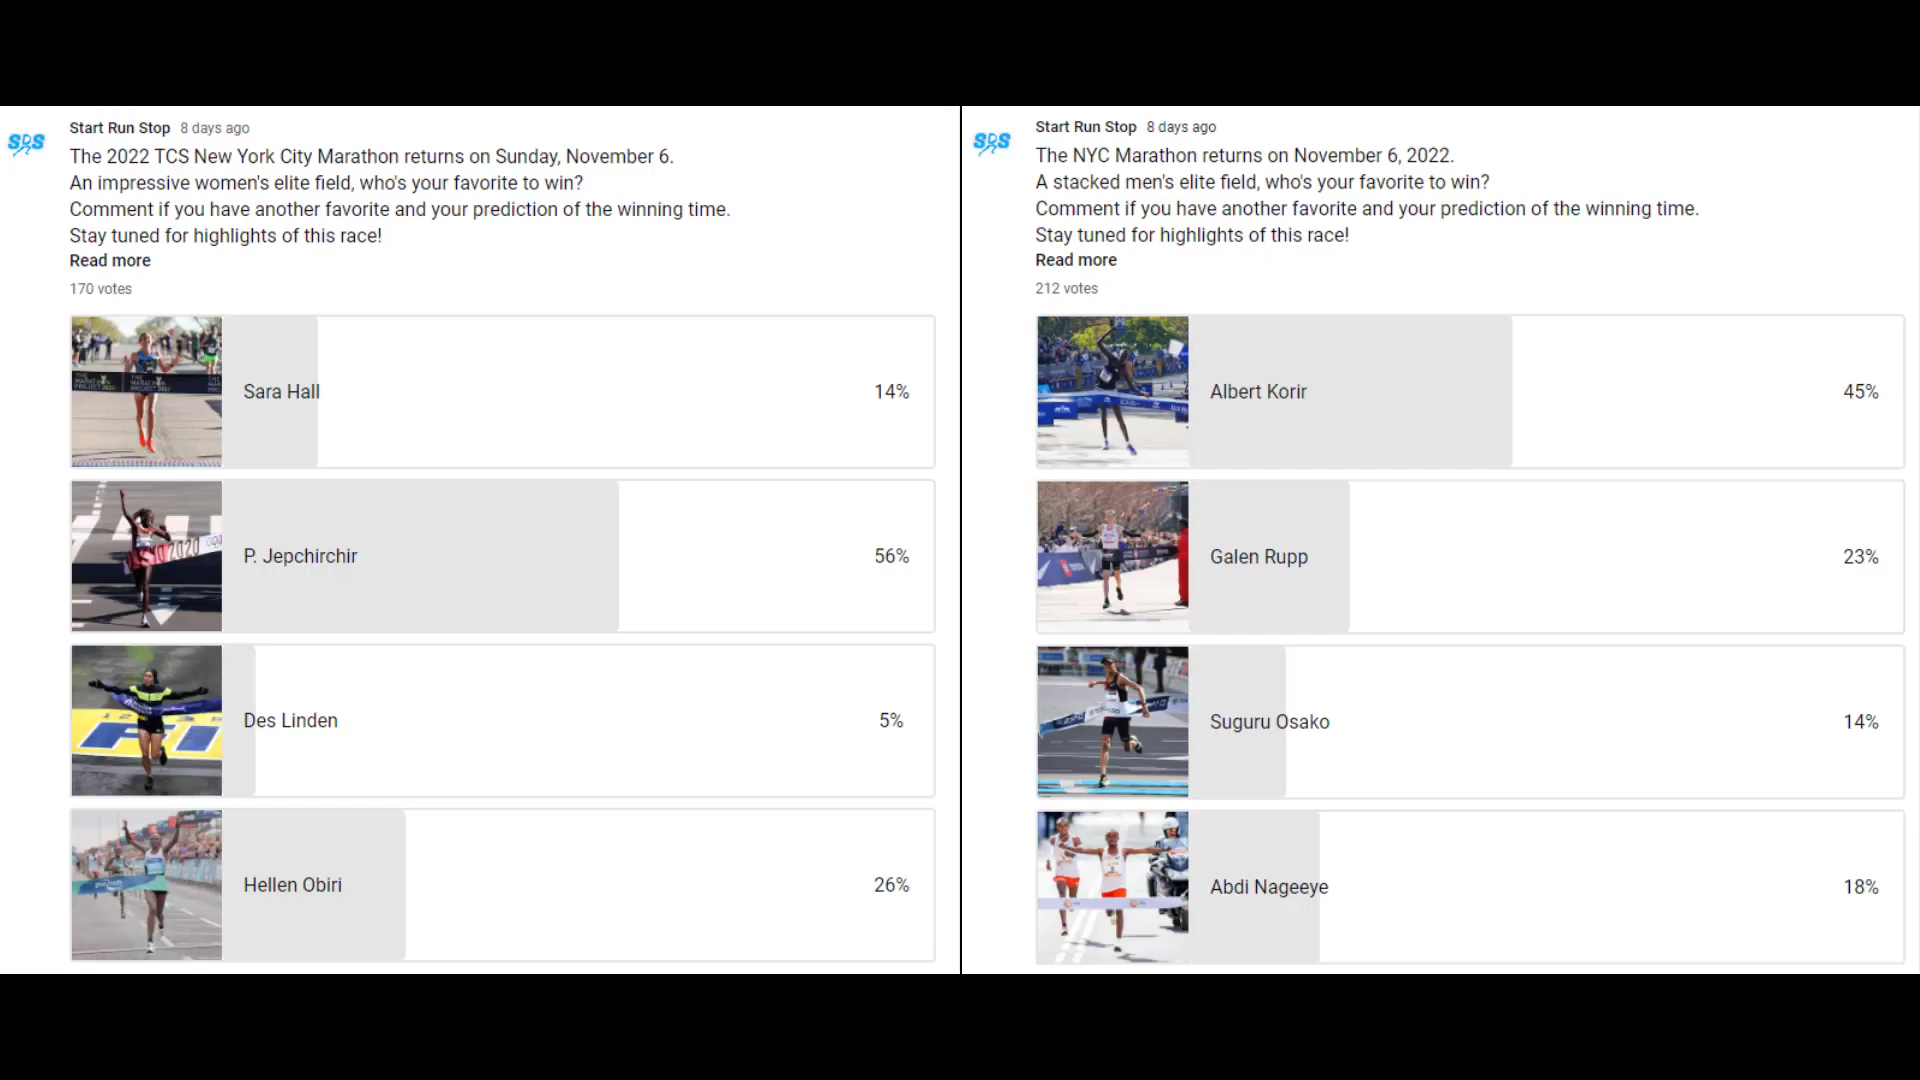 SRS
Start Run Stop 8 days ago
The 2022 TCS New York City Marathon returns on Sunday, November 6.
An impressive women's elite field, who's your favorite to win?
Comment if you have another favorite and your prediction of the winning time.
Stay tuned for highlights of this race!
Read more
170 votes
Sara Hall 14%
P. Jepchirchir 56%
Des Linden 5%
Hellen Obiri 26%
SRS
Start Run Stop 8 days ago
The NYC Marathon returns on November 6, 2022.
A stacked men's elite field, who's your favorite to win?
Comment if you have another favorite and your prediction of the winning time.
Stay tuned for highlights of this race!
Read more
212 votes
Albert Korir 45%
Galen Rupp 23%
Suguru Osako 14%
Abdi Nageeye 18%